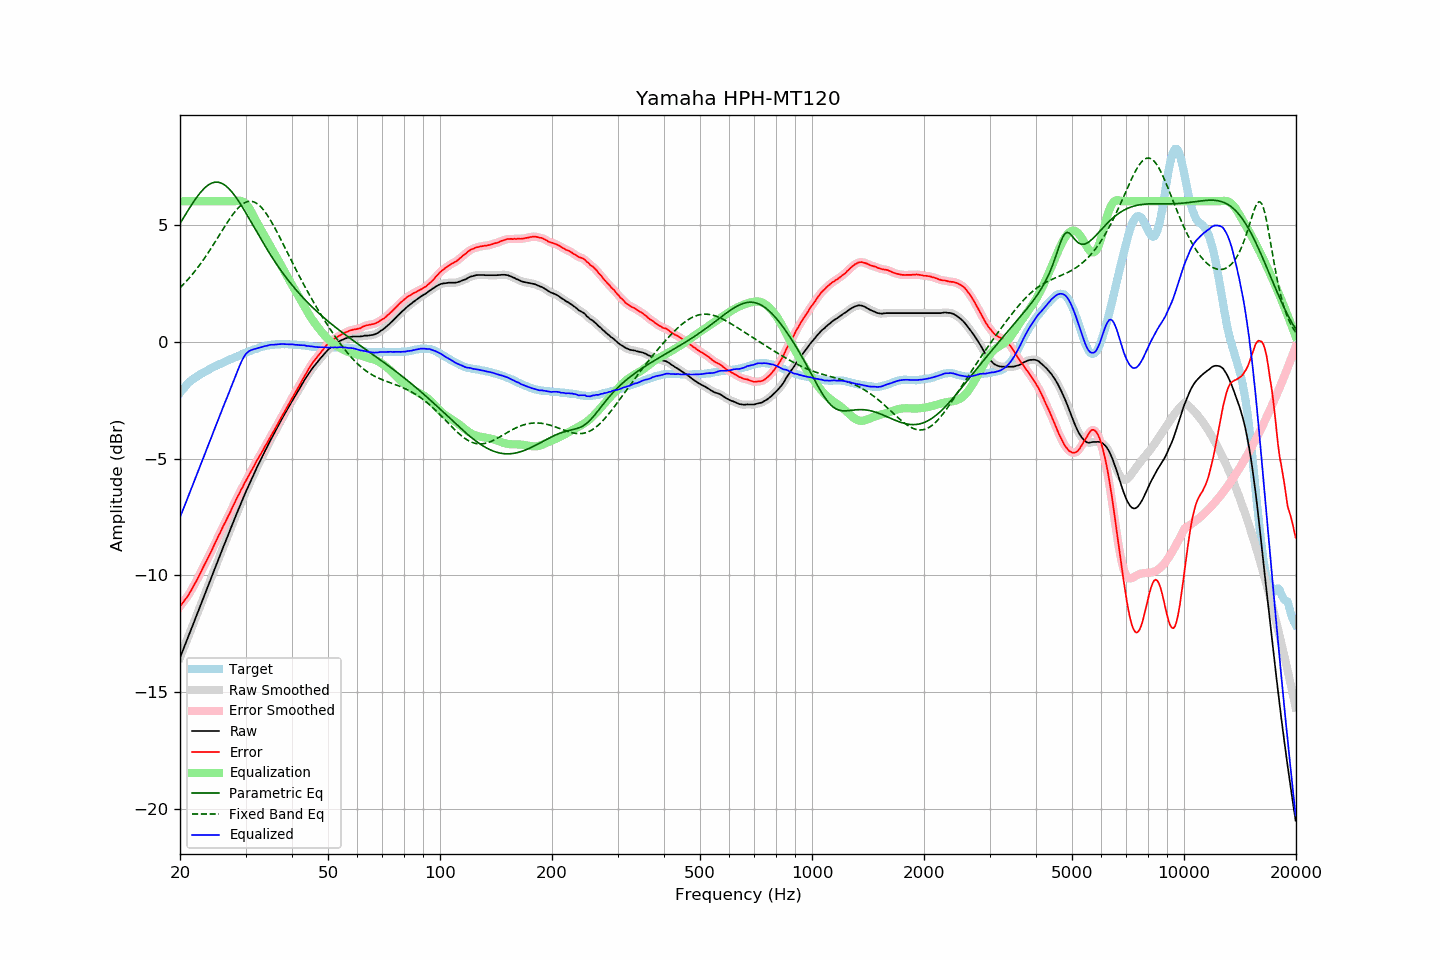 Yamaha HPH-MT120
Amplitude (dBr)
5
0
−5
−10
−15
−20
Target
Raw Smoothed
Error Smoothed
Raw
Error
Equalization
Parametric Eq
Fixed Band Eq
Equalized
20 50 100 200 500 1000 2000 5000 10000 20000
Frequency (Hz)